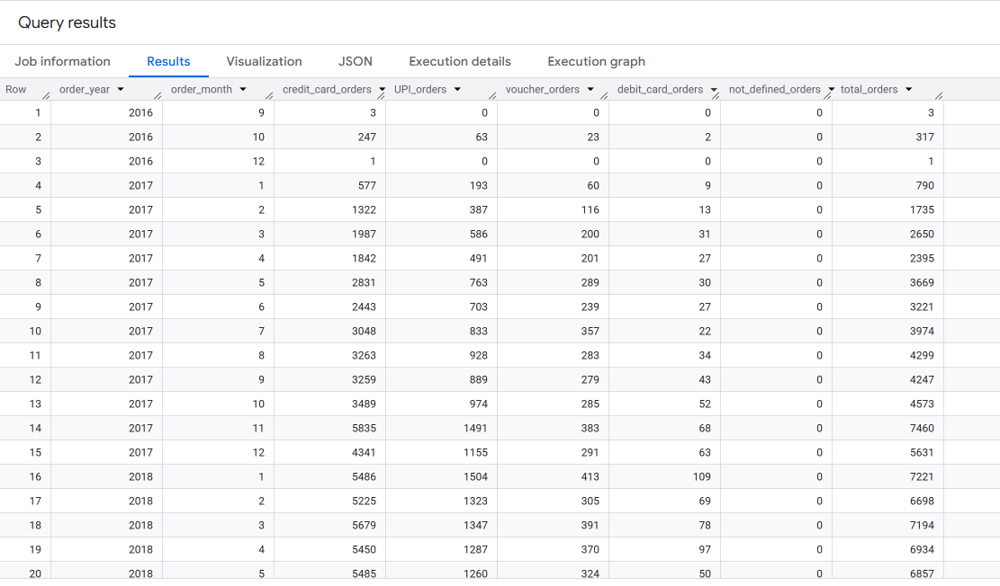 Query results
Job information Results Visualization JSON Execution details Execution graph
Row order_year order_month credit_card_orders UPI_orders voucher_orders debit_card_orders not_defined_orders total_orders
1 2016 9 3 0 0 0 0 3
2 2016 10 247 63 23 2 0 317
3 2016 12 1 0 0 0 0 1
4 2017 1 577 193 60 9 0 790
5 2017 2 1322 387 116 13 0 1735
6 2017 3 1987 586 200 31 0 2650
7 2017 4 1842 491 201 27 0 2395
8 2017 5 2831 763 289 30 0 3669
9 2017 6 2443 703 239 27 0 3221
10 2017 7 3048 833 357 22 0 3974
11 2017 8 3263 928 283 34 0 4299
12 2017 9 3259 889 279 43 0 4247
13 2017 10 3489 974 285 52 0 4573
14 2017 11 5835 1491 383 68 0 7460
15 2017 12 4341 1155 291 63 0 5631
16 2018 1 5486 1504 413 109 0 7221
17 2018 2 5225 1323 305 69 0 6698
18 2018 3 5679 1347 391 78 0 7194
19 2018 4 5450 1287 370 97 0 6934
20 2018 5 5485 1260 324 50 0 6857